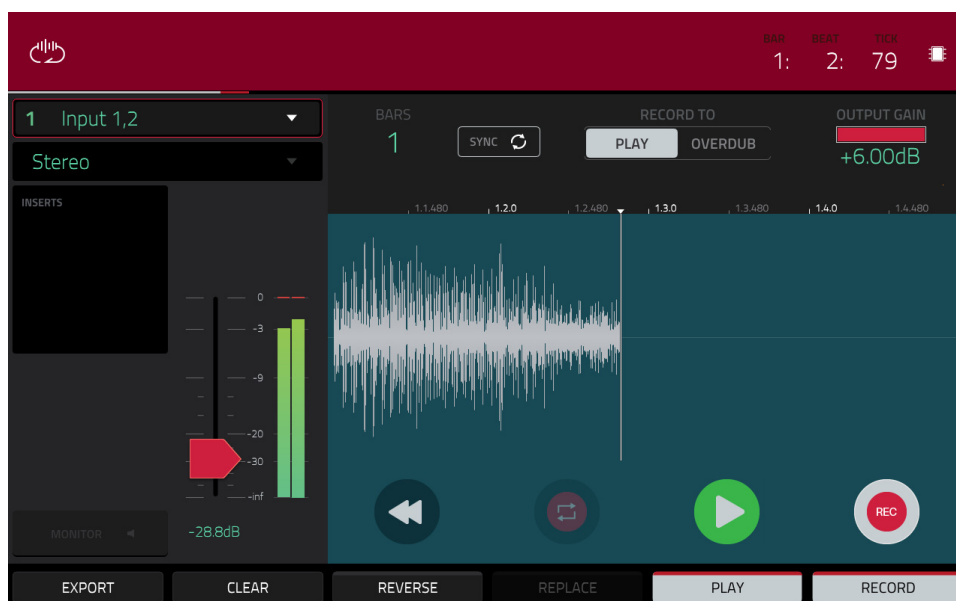 BAR BEAT TICK
1: 2: 79
1 Input 1,2
Stereo
INSERTS
0
-3
-9
-20
-30
-inf
MONITOR
-28.8dB
BARS
1
SYNC
RECORD TO
PLAY OVERDUB
OUTPUT GAIN
+6.00dB
1.1.480 1.2.0 1.2.480 1.3.0 1.3.480 1.4.0 1.4.480
REC
EXPORT CLEAR REVERSE REPLACE PLAY RECORD